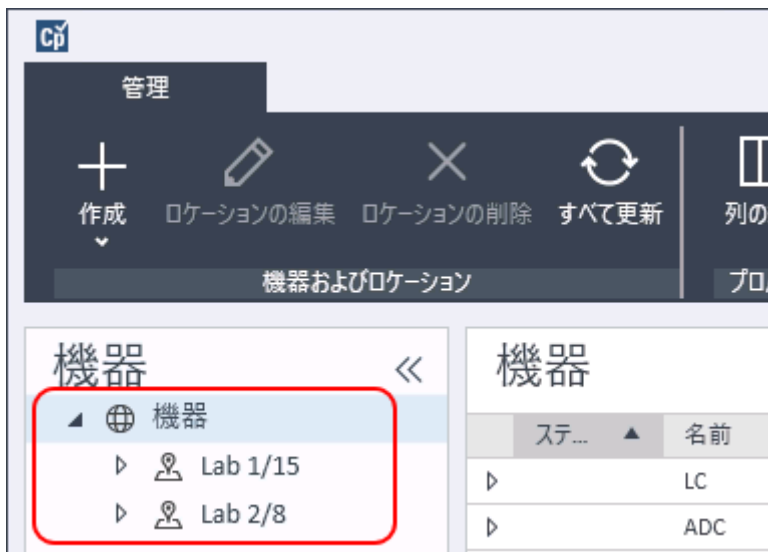 Cp
管理
作成 ロケーションの編集 ロケーションの削除 すべて更新 列の
機器およびロケーション プロ
機器 機器
機器 ステ... 名前
Lab 1/15 LC
Lab 2/8 ADC